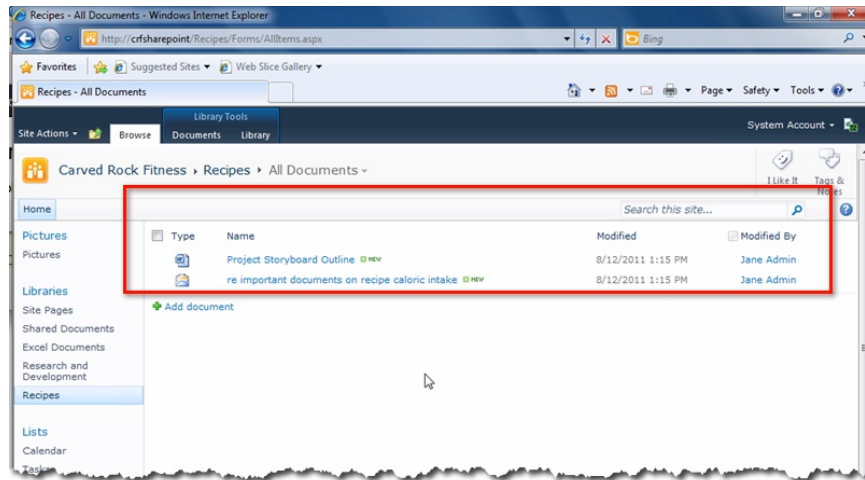 Recipes - All Documents - Windows Internet Explorer
http://crfsharepoint/Recipes/Forms/AllItems.aspx Bing
Favorites Suggested Sites Web Slice Gallery
Recipes - All Documents Page Safety Tools
Library Tools
Site Actions Browse Documents Library System Account
Carved Rock Fitness Recipes All Documents
I Like It Tags & Notes
Home Search this site...
Pictures Type Name Modified Modified By
Pictures Project Storyboard Outline NEW 8/12/2011 1:15 PM Jane Admin
re important documents on recipe caloric intake NEW 8/12/2011 1:15 PM Jane Admin
Libraries
Site Pages Add document
Shared Documents
Excel Documents
Research and
Development
Recipes
Lists
Calendar
Tasks